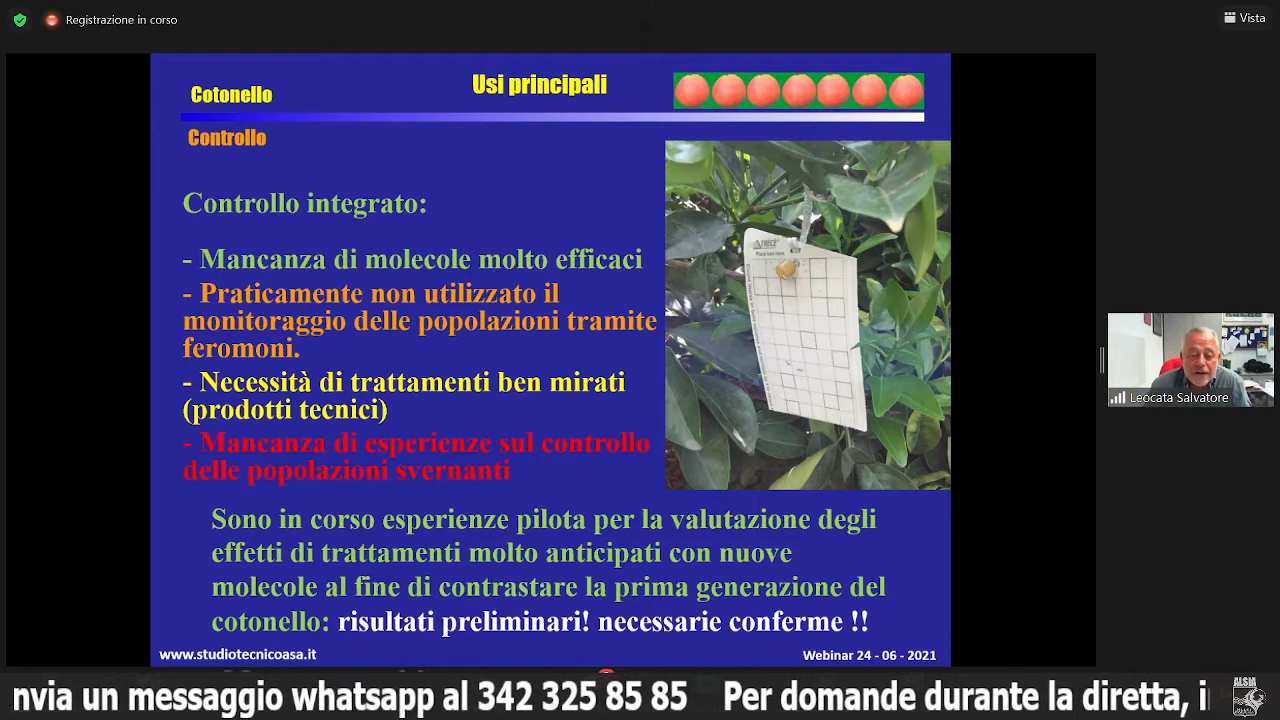 Registrazione in corso
Vista
Cotonello
Usi principali
Controllo
Controllo integrato:
- Mancanza di molecole molto efficaci
- Praticamente non utilizzato il
monitoraggio delle popolazioni tramite
feromoni.
- Necessità di trattamenti ben mirati
(prodotti tecnici)
- Mancanza di esperienze sul controllo
delle popolazioni svernanti
TRECE
Sono in corso esperienze pilota per la valutazione degli
effetti di trattamenti molto anticipati con nuove
molecole al fine di contrastare la prima generazione del
cotonello: risultati preliminari! necessarie conferme !!
www.studiotecnicoasa.it
Webinar 24 - 06 - 2021
Leocata Salvatore
nvia un messaggio whatsapp al 342 325 85 85 Per domande durante la diretta, i